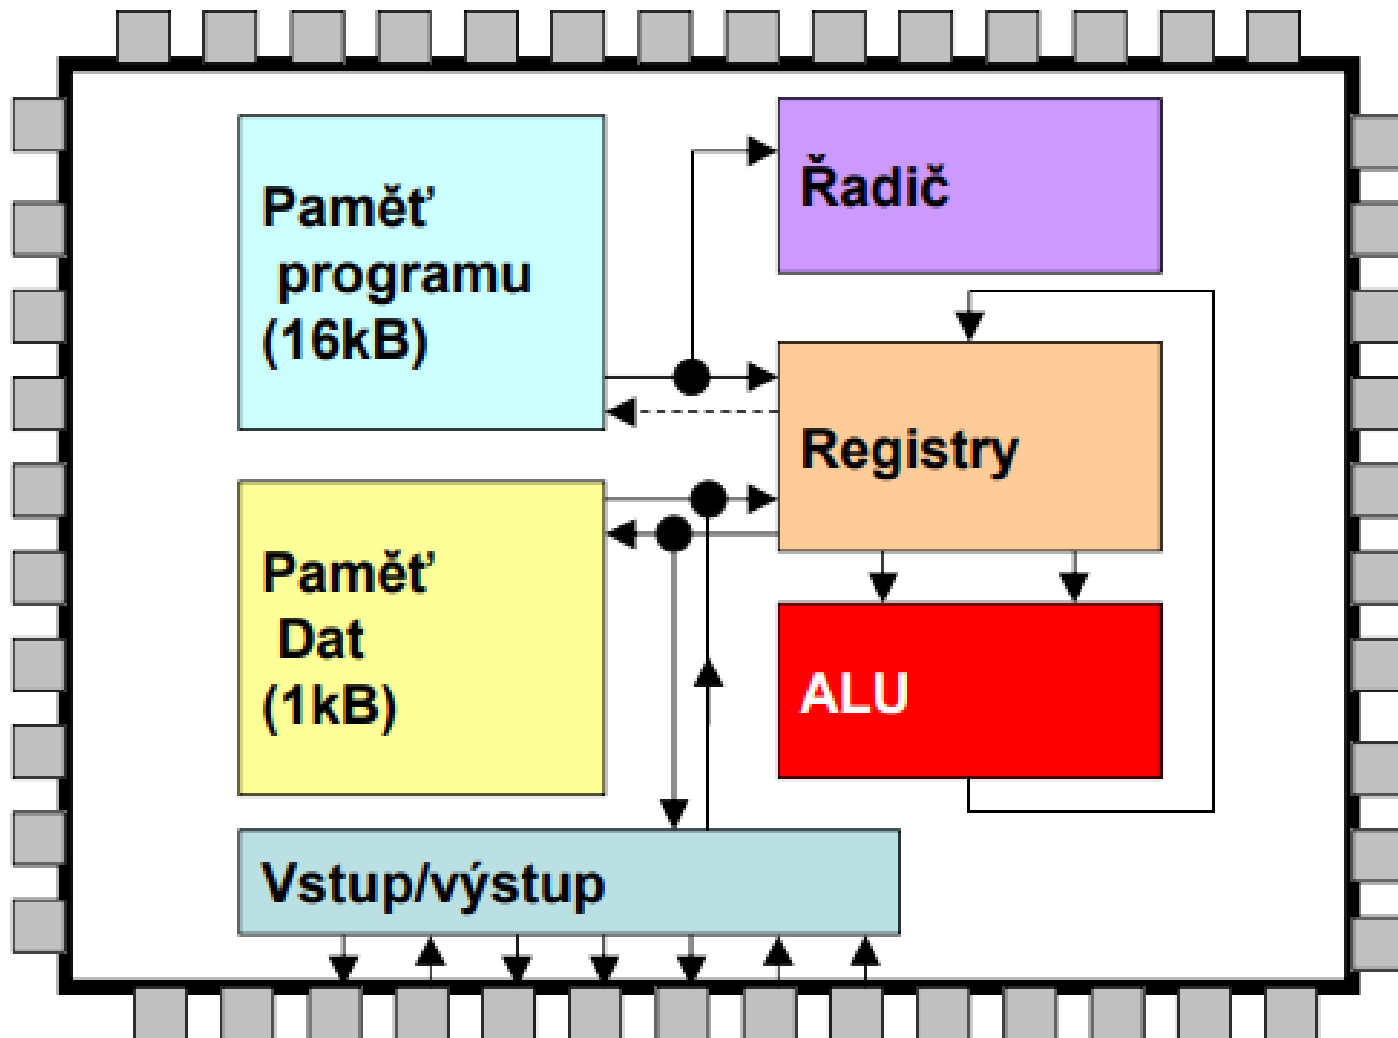 Paměť
programu
(16kB)
Řadič
Registry
Paměť
Dat
(1kB)
ALU
Vstup/výstup